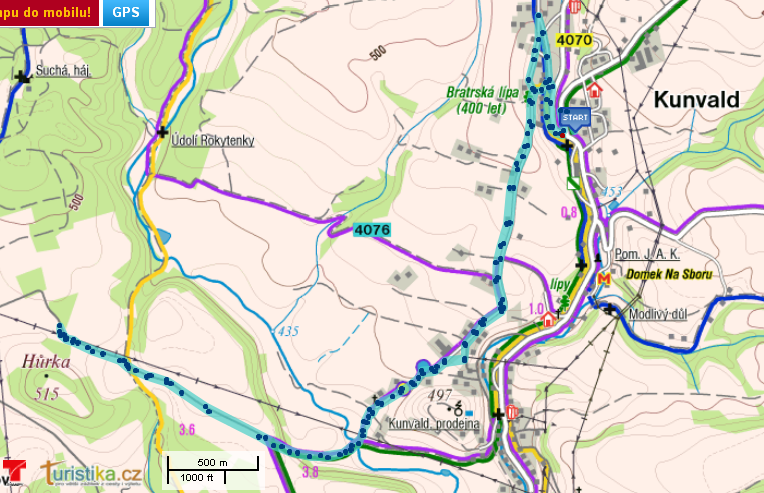 pu do mobilu!
GPS
4070
500
Suchá, háj.
Bratrská lípa
(400 let)
START
Kunvald
Údolí Rokytenky
500
453
0.8
4076
Pom. J. A. K.
Domek Na Sboru
M
lípy
1.0
Modlivý důl
435
Hůrka
515
497
Kunvald, prodejna
3.6
3.8
500 m
1000 ft
turistika.cz